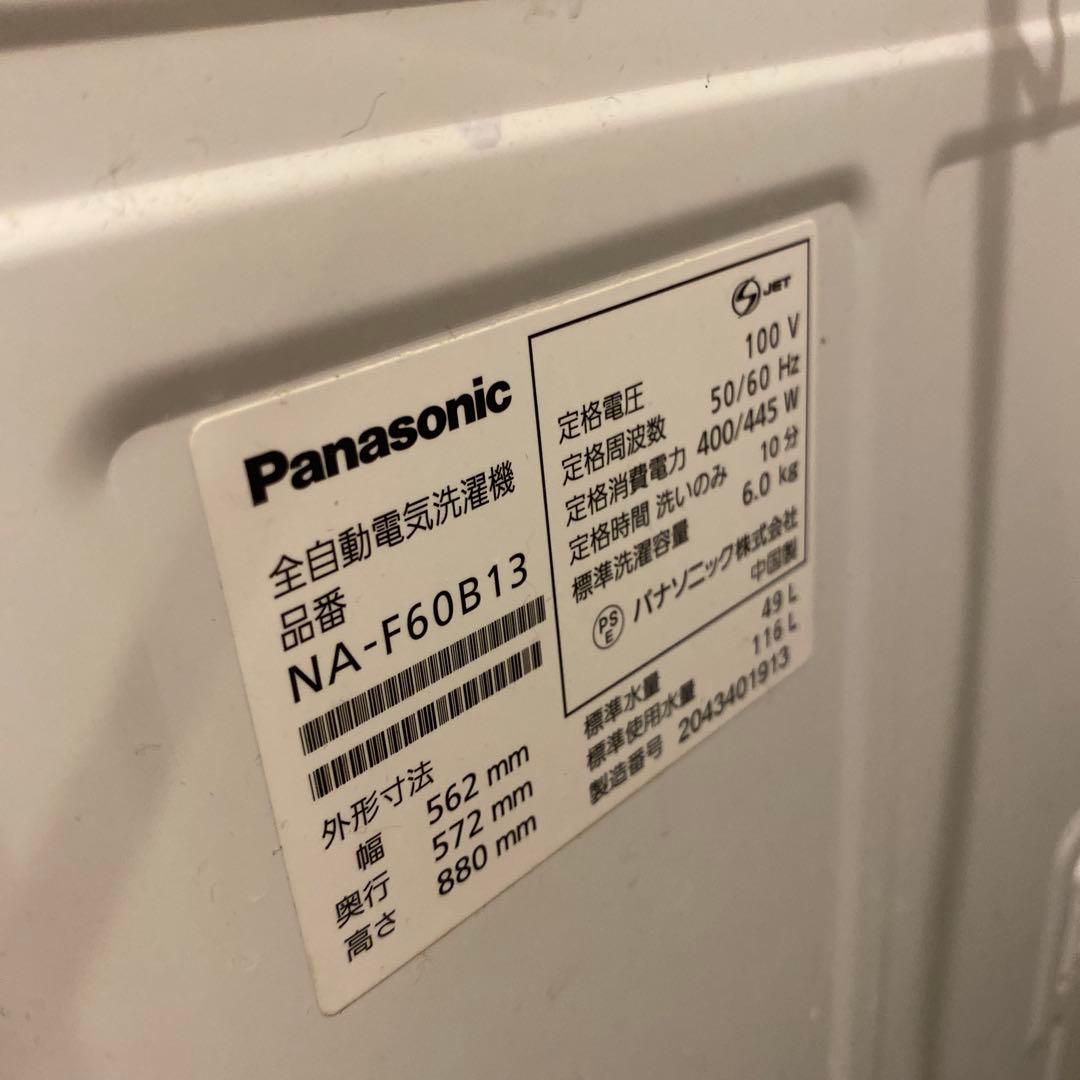 Panasonic
全自動電気洗濯機
品番
NA-F60B13
外形寸法
幅 562 mm
奥行 572 mm
高さ 880 mm
JET
定格電圧 100 V
定格周波数 50/60 Hz
定格消費電力 400/445 W
定格時間 洗いのみ 10 分
標準洗濯容量 6.0 kg
PS
E
パナソニック株式会社
中国製
標準水量 49 L
標準使用水量 116 L
製造番号 2043401913